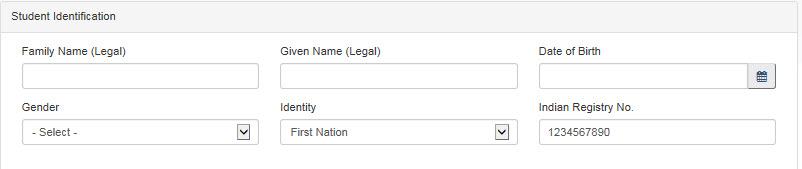 Student Identification
Family Name (Legal) Given Name (Legal) Date of Birth
Gender Identity Indian Registry No.
- Select - First Nation 1234567890